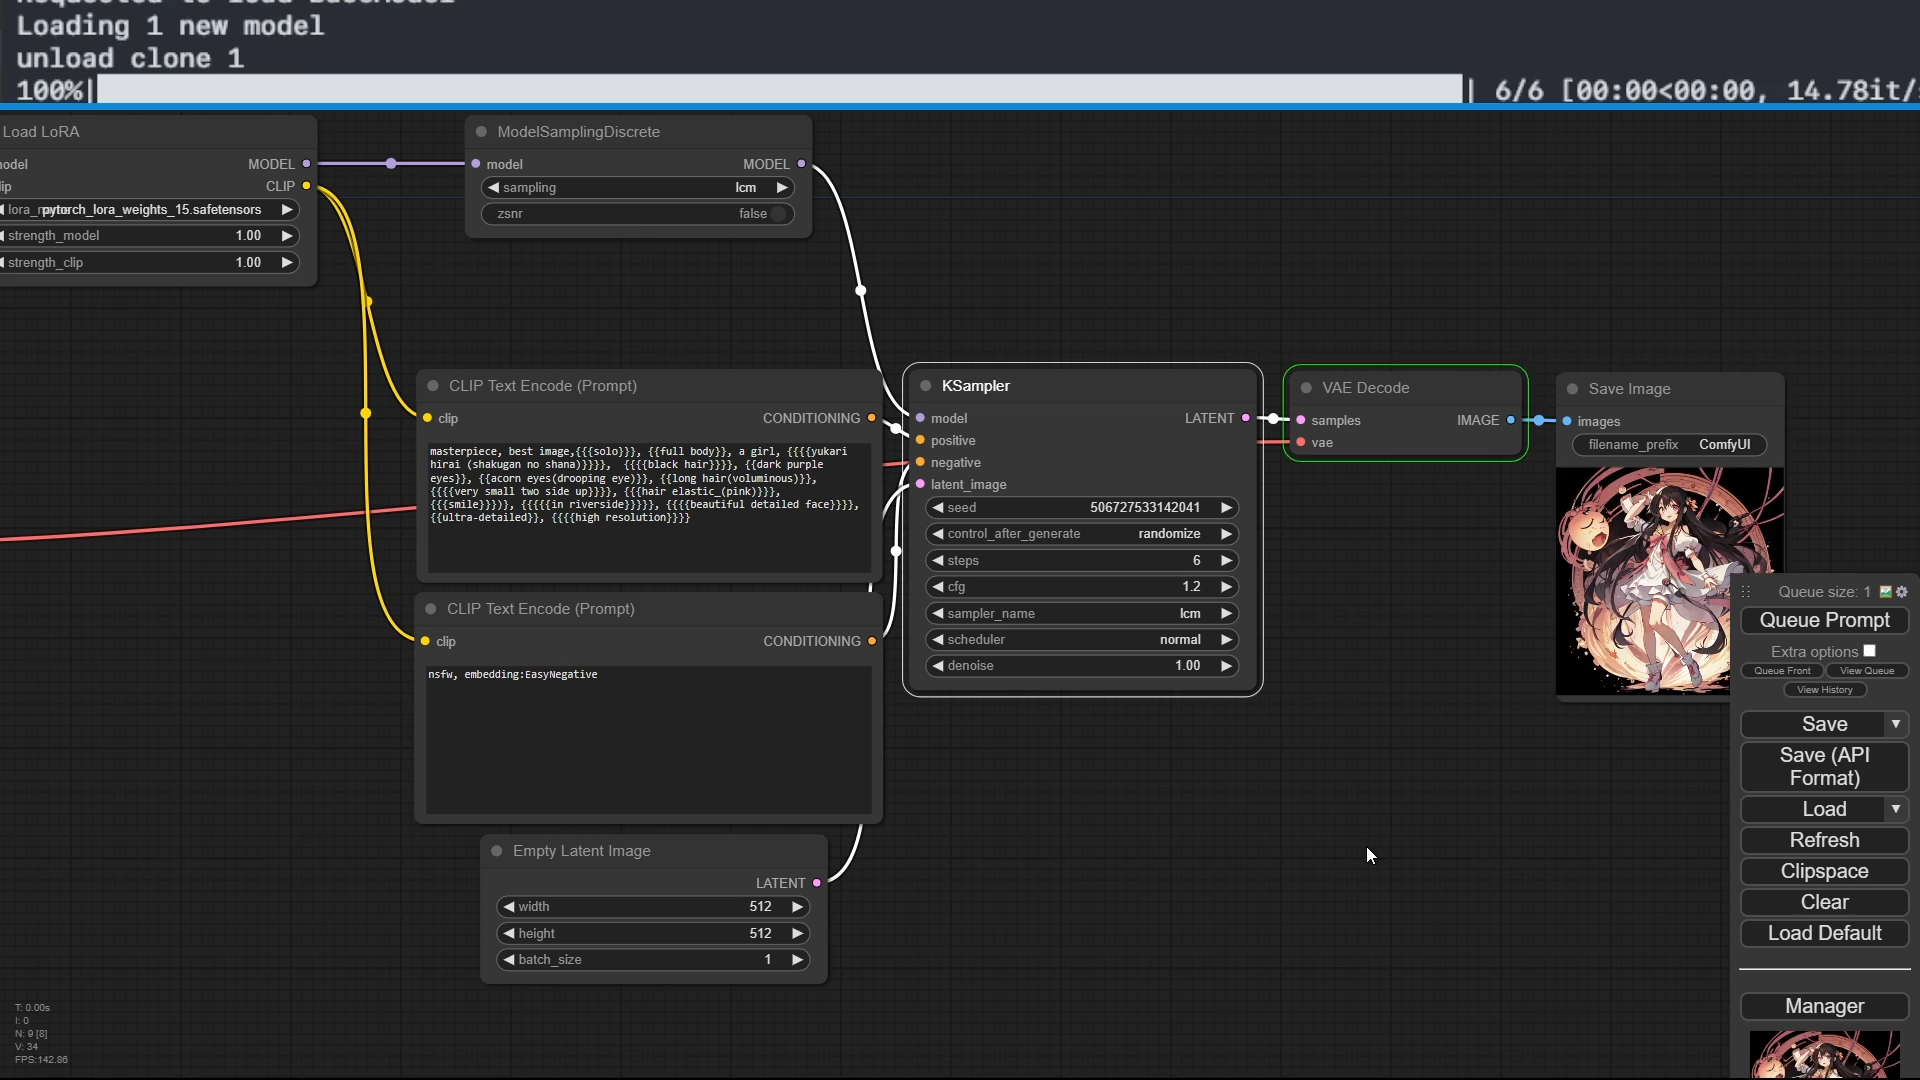 Requested to load BaseModel
Loading 1 new model
unload clone 1
100%| | 6/6 [00:00<00:00, 14.78it/s
Load LoRA
model
MODEL
clip
CLIP
pytorch_lora_weights_15.safetensors
strength_model 1.00
strength_clip 1.00
ModelSamplingDiscrete
model MODEL
sampling lcm
zsnr false
CLIP Text Encode (Prompt)
clip CONDITIONING
masterpiece, best image,{{{solo}}}, {{full body}}, a girl, {{{{yukari
hirai (shakugan no shana)}}}},  {{{{black hair}}}}, {{dark purple
eyes}}, {{acorn eyes(drooping eye)}}, {{long hair(voluminous)}},
{{{{very small two side up}}}}, {{{hair elastic_(pink)}}},
{{{{smile}}}}}, {{{{{in riverside}}}}}, {{{{beautiful detailed face}}}},
{{ultra-detailed}}, {{{{high resolution}}}}
CLIP Text Encode (Prompt)
clip CONDITIONING
nsfw, embedding:EasyNegative
Empty Latent Image
LATENT
width 512
height 512
batch_size 1
KSampler
model LATENT
positive
negative
latent_image
seed 506727533142041
control_after_generate randomize
steps 6
cfg 1.2
sampler_name lcm
scheduler normal
denoise 1.00
VAE Decode
samples IMAGE
vae
Save Image
images
filename_prefix ComfyUI
Queue size: 1
Queue Prompt
Extra options
Queue Front View Queue
View History
Save
Save (API
Format)
Load
Refresh
Clipspace
Clear
Load Default
Manager
T: 0.00s
I: 0
N: 9 [8]
V: 34
FPS:142.86